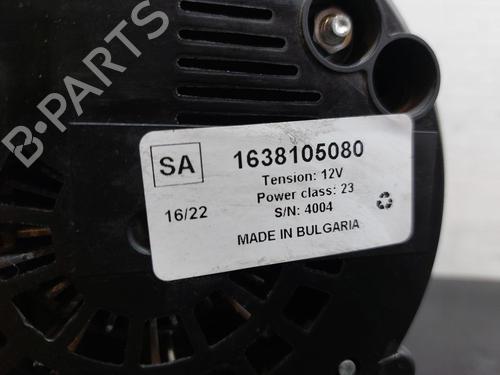 B-PARTS
SA
1638105080
Tension: 12V
Power class: 23
16/22
S/N: 4004
MADE IN BULGARIA